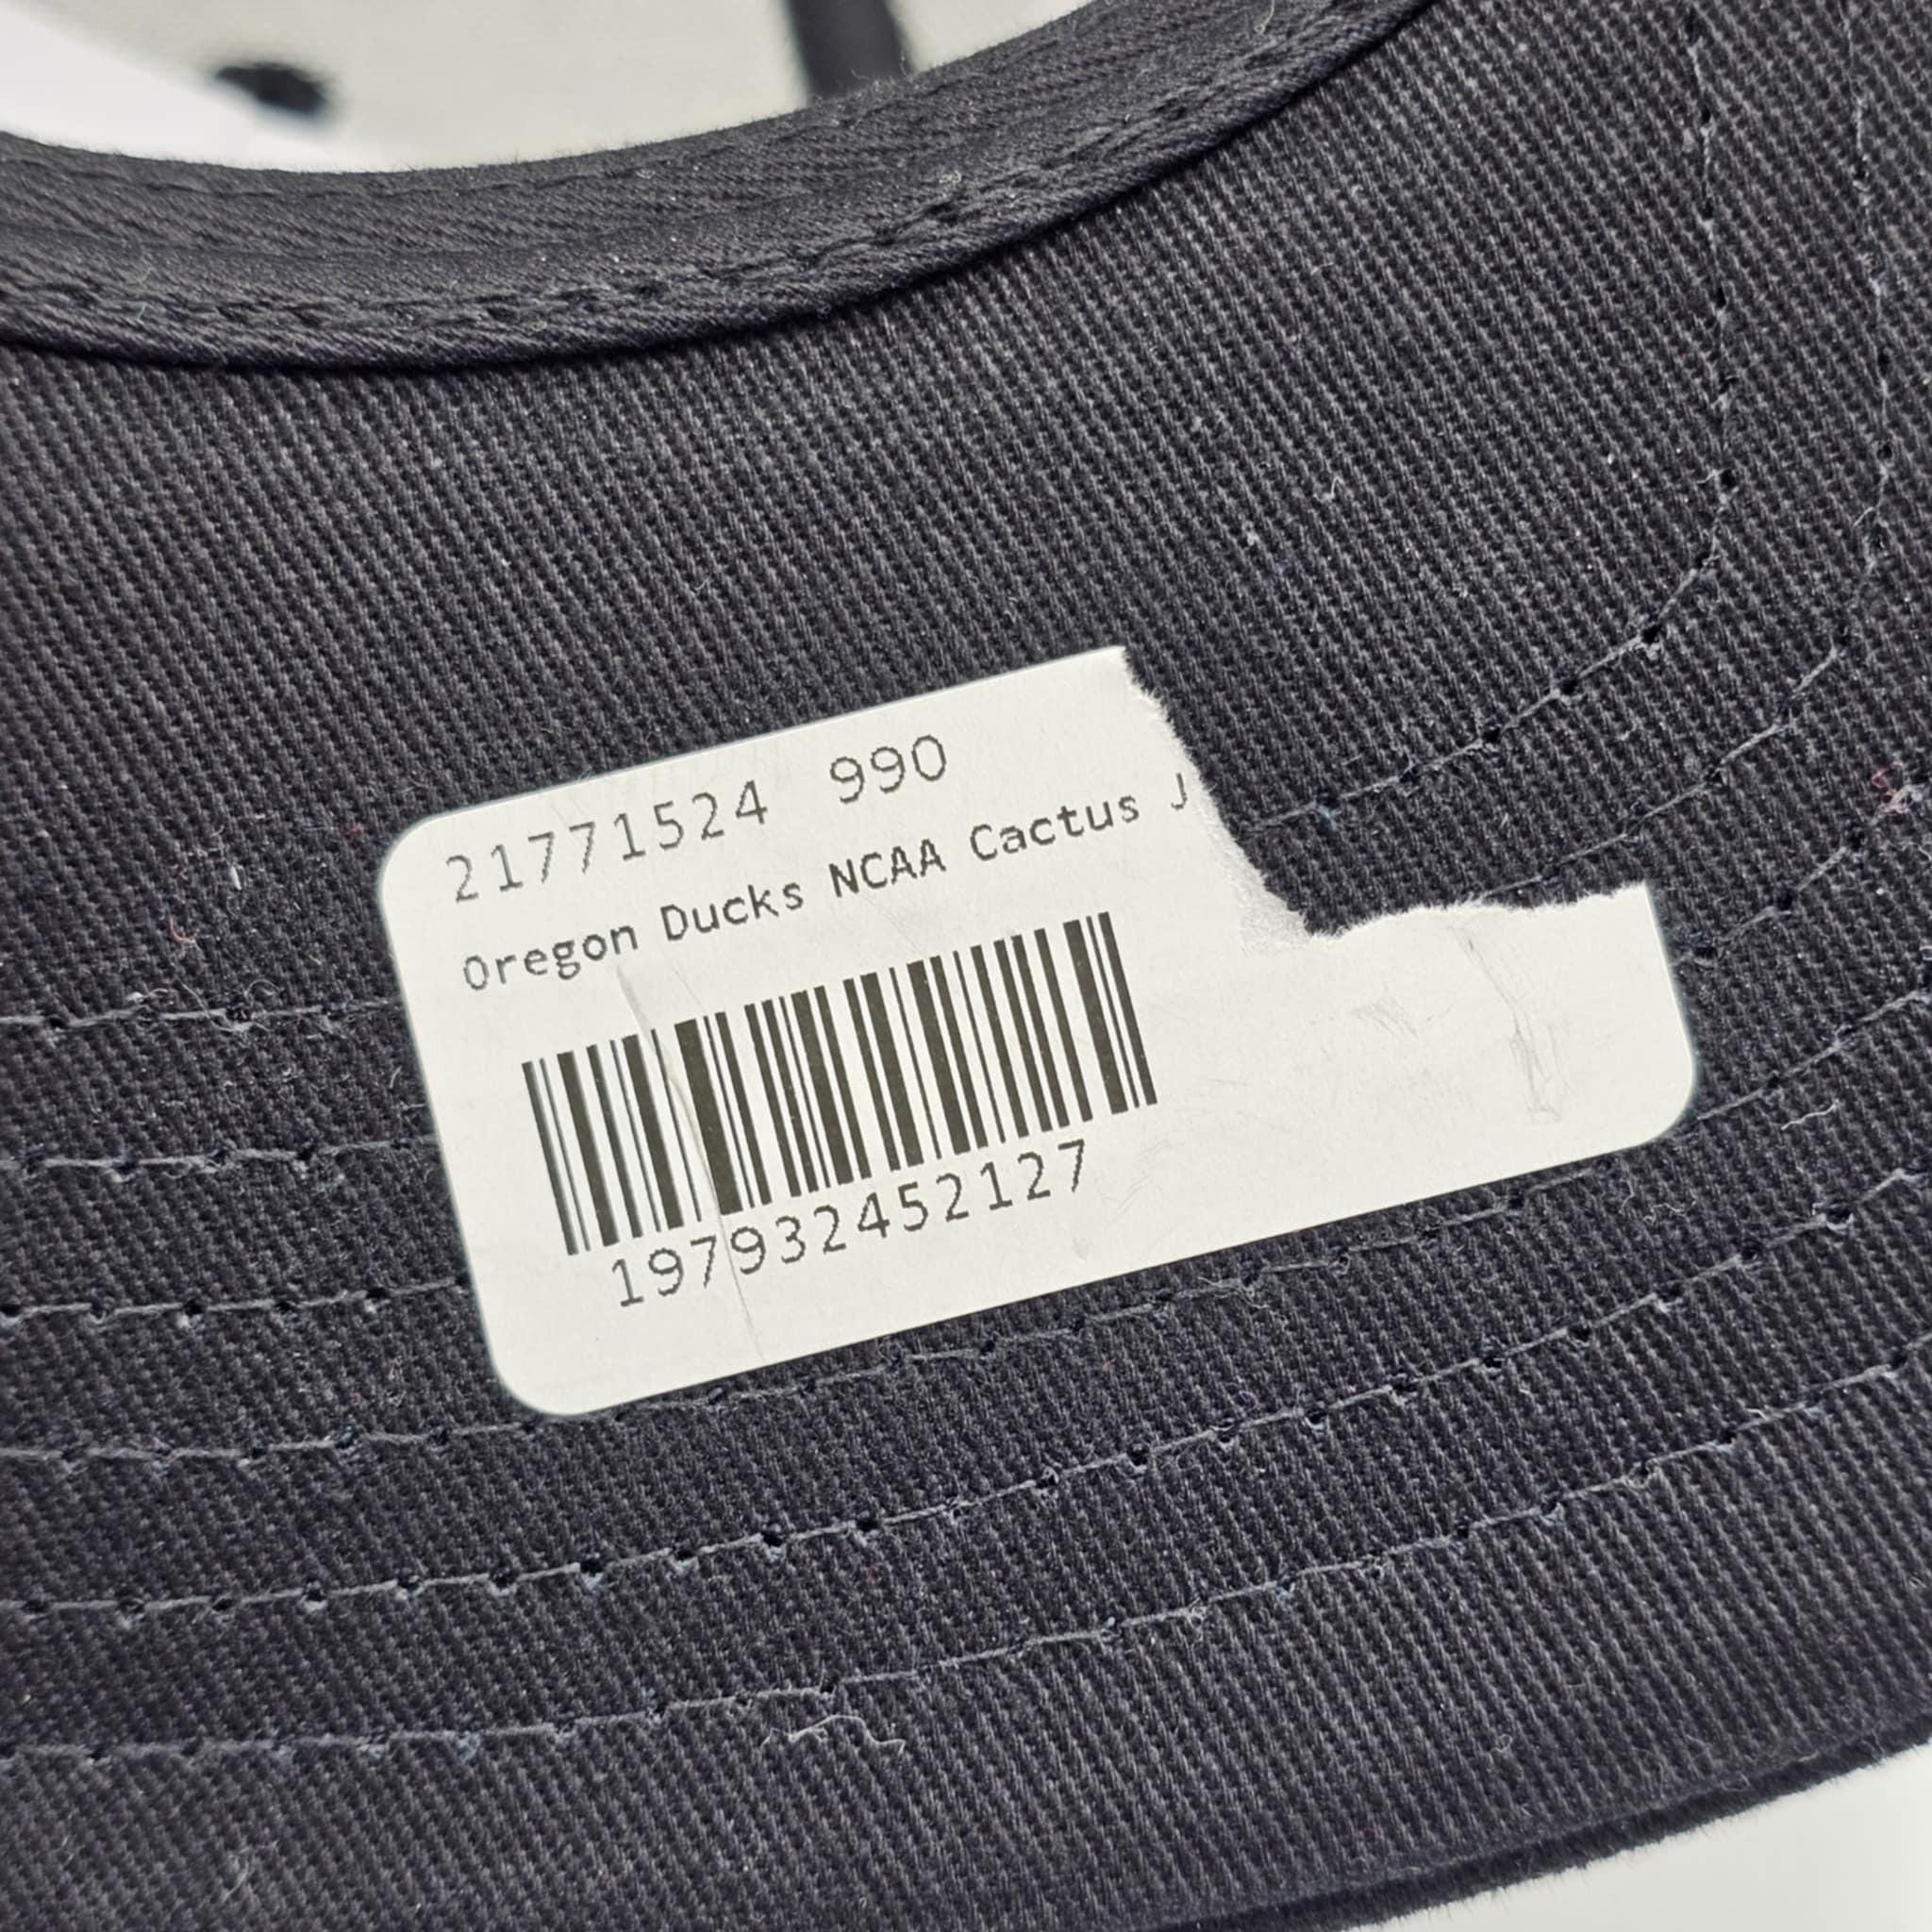 21771524 990
Oregon Ducks NCAA Cactus J
197932452127